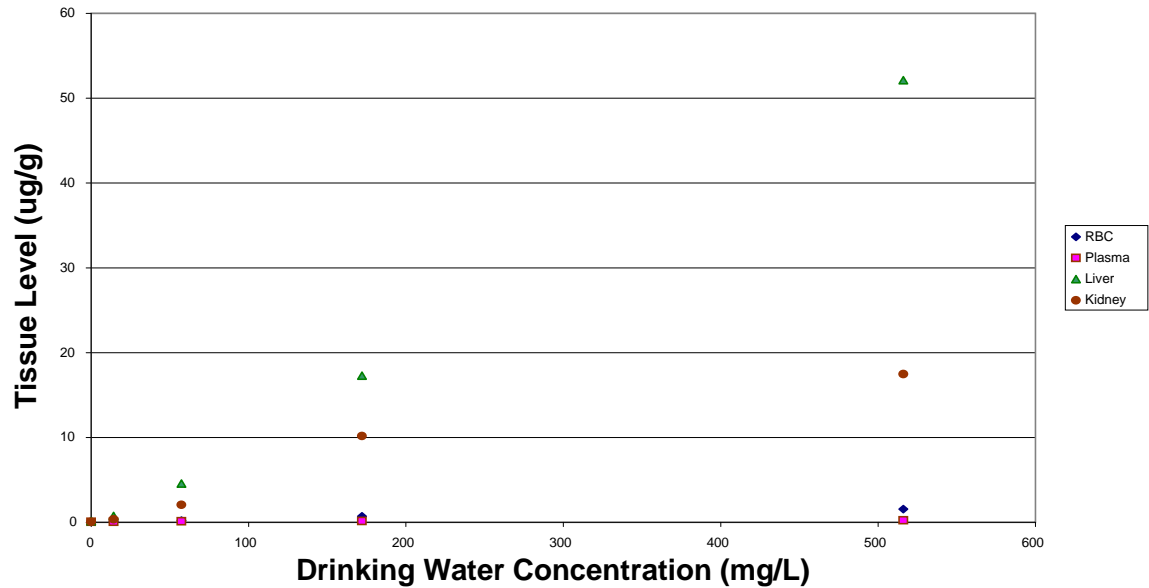 60
50
40
30
20
10
0
Tissue Level (ug/g)
0 100 200 300 400 500 600
Drinking Water Concentration (mg/L)
RBC
Plasma
Liver
Kidney